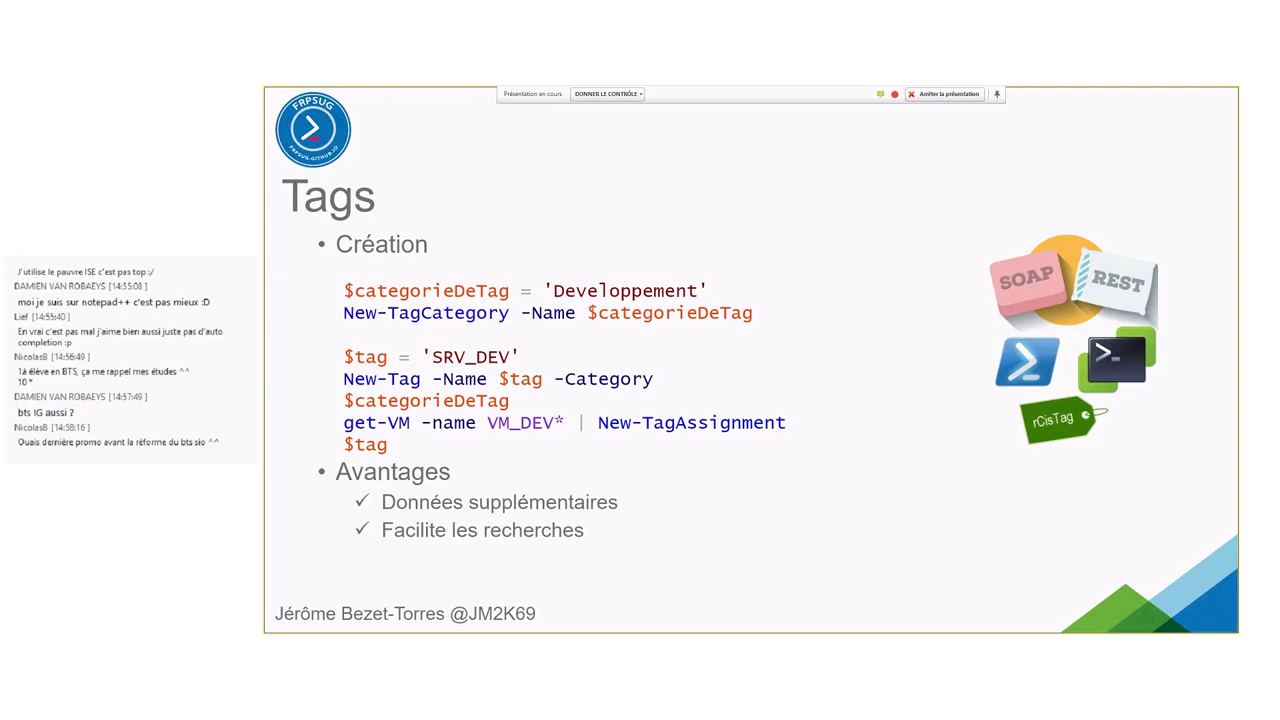 J'utilise le pauvre ISE c'est pas top :/
DAMIEN VAN ROBAEYS [14:55:08 ]
moi je suis sur notepad++ c'est pas mieux :D
Lief [14:55:40 ]
En vrai c'est pas mal j'aime bien aussi juste pas d'auto
completion :p
NicolasB [14:56:49 ]
1à élève en BTS, ça me rappel mes études ^^
10 *
DAMIEN VAN ROBAEYS [14:57:49 ]
bts IG aussi ?
NicolasB [14:58:16 ]
Ouais dernière promo avant la réforme du bts sio ^^
Présentation en cours
DONNER LE CONTRÔLE
Arrêter la présentation
FRPSUG
FRPSUG.GITHUB.IO
Tags
• Création
$categorieDeTag = 'Developpement'
New-TagCategory -Name $categorieDeTag
$tag = 'SRV_DEV'
New-Tag -Name $tag -Category
$categorieDeTag
get-VM -name VM_DEV* | New-TagAssignment
$tag
• Avantages
✓ Données supplémentaires
✓ Facilite les recherches
SOAP
REST
>_
rCisTag
Jérôme Bezet-Torres @JM2K69